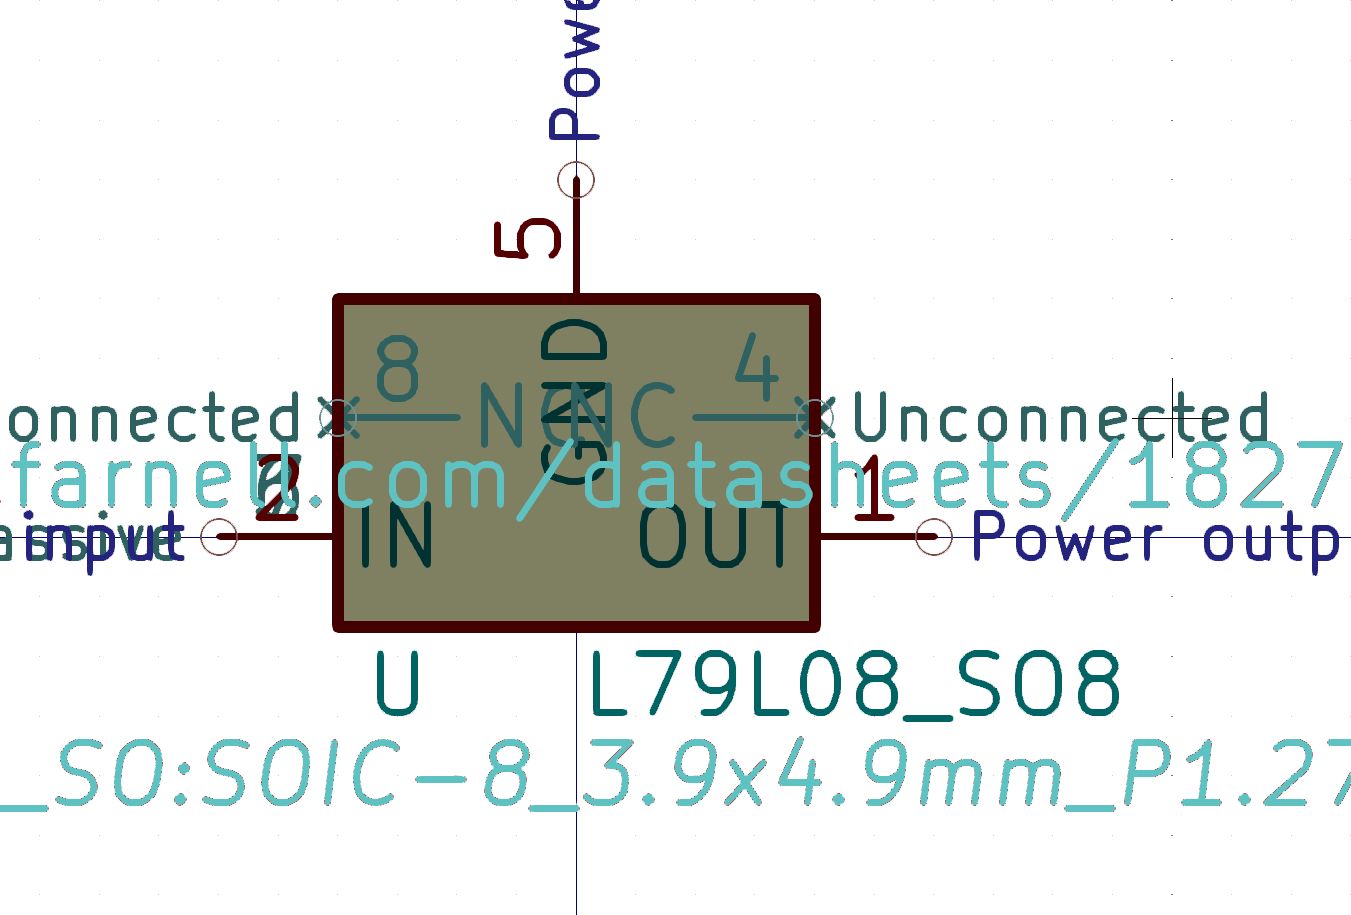 Powe
5
8
4
GND
NC
NC
onnected
Unconnected
.farnell.com/datasheets/1827
2
1
input
IN
OUT
Power outp
U
L79L08_SO8
_SO:SOIC-8_3.9x4.9mm_P1.27